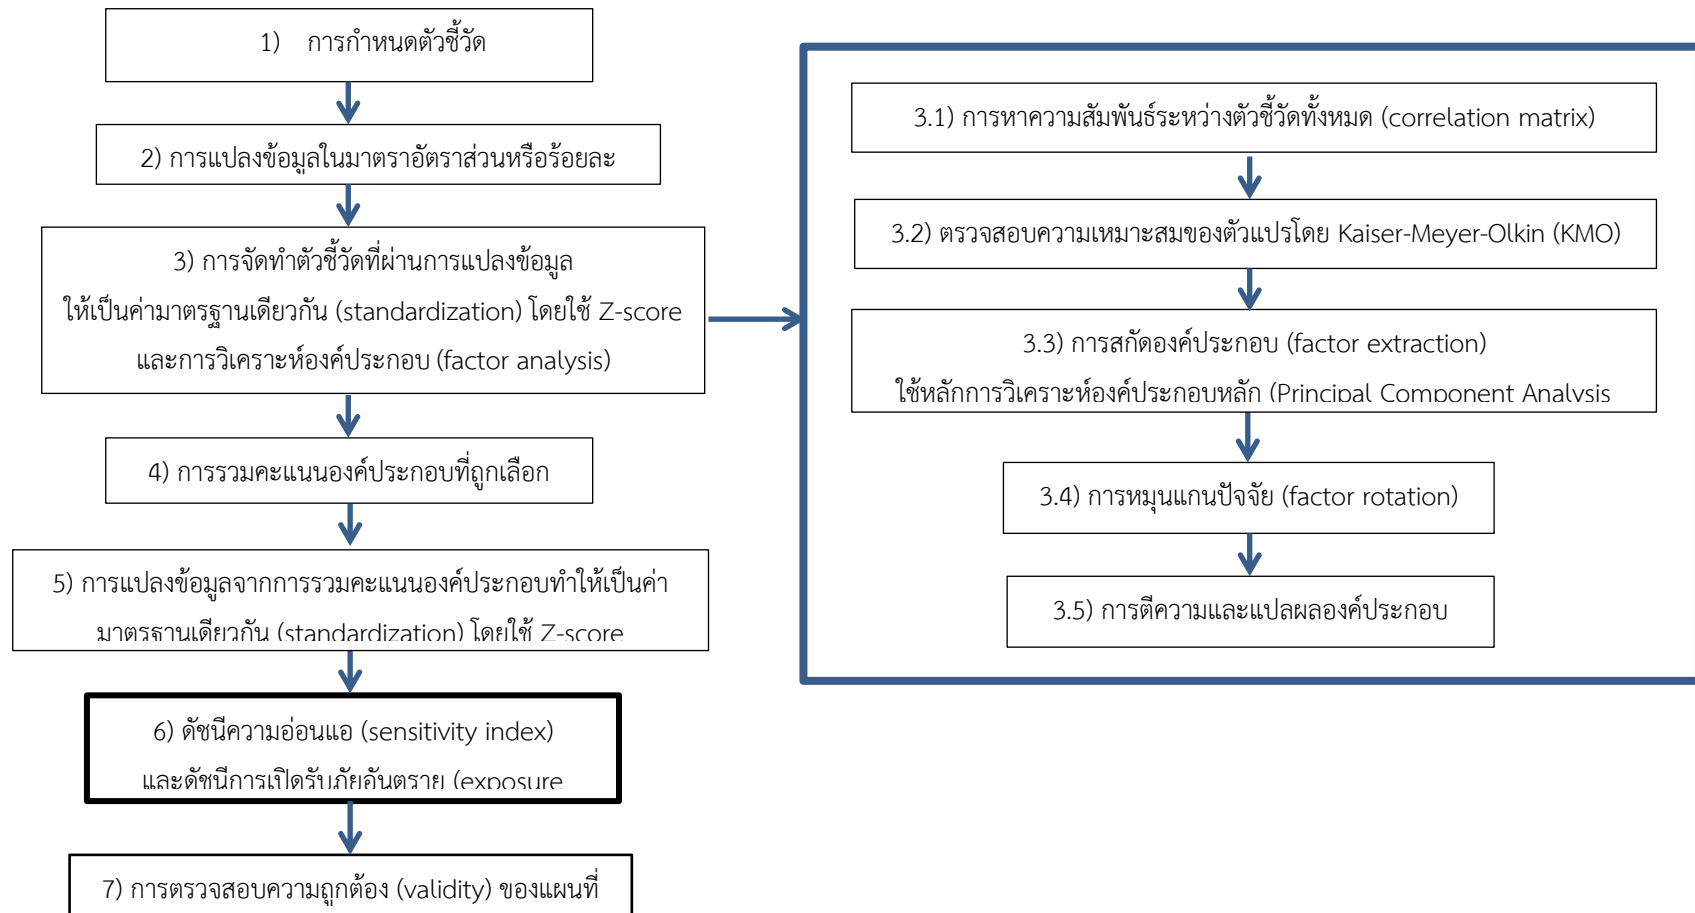 1) การกำหนดตัวชี้วัด
2) การแปลงข้อมูลในมาตราอัตราส่วนหรือร้อยละ
3) การจัดทำตัวชี้วัดที่ผ่านการแปลงข้อมูล
ให้เป็นค่ามาตรฐานเดียวกัน (standardization) โดยใช้ Z-score
และการวิเคราะห์องค์ประกอบ (factor analysis)
4) การรวมคะแนนองค์ประกอบที่ถูกเลือก
5) การแปลงข้อมูลจากการรวมคะแนนองค์ประกอบทำให้เป็นค่า
มาตรฐานเดียวกัน (standardization) โดยใช้ Z-score
6) ดัชนีความอ่อนแอ (sensitivity index)
และดัชนีการเปิดรับภัยอันตราย (exposure
7) การตรวจสอบความถูกต้อง (validity) ของแผนที่
3.1) การหาความสัมพันธ์ระหว่างตัวชี้วัดทั้งหมด (correlation matrix)
3.2) ตรวจสอบความเหมาะสมของตัวแปรโดย Kaiser-Meyer-Olkin (KMO)
3.3) การสกัดองค์ประกอบ (factor extraction)
ใช้หลักการวิเคราะห์องค์ประกอบหลัก (Principal Component Analysis
3.4) การหมุนแกนปัจจัย (factor rotation)
3.5) การตีความและแปลผลองค์ประกอบ